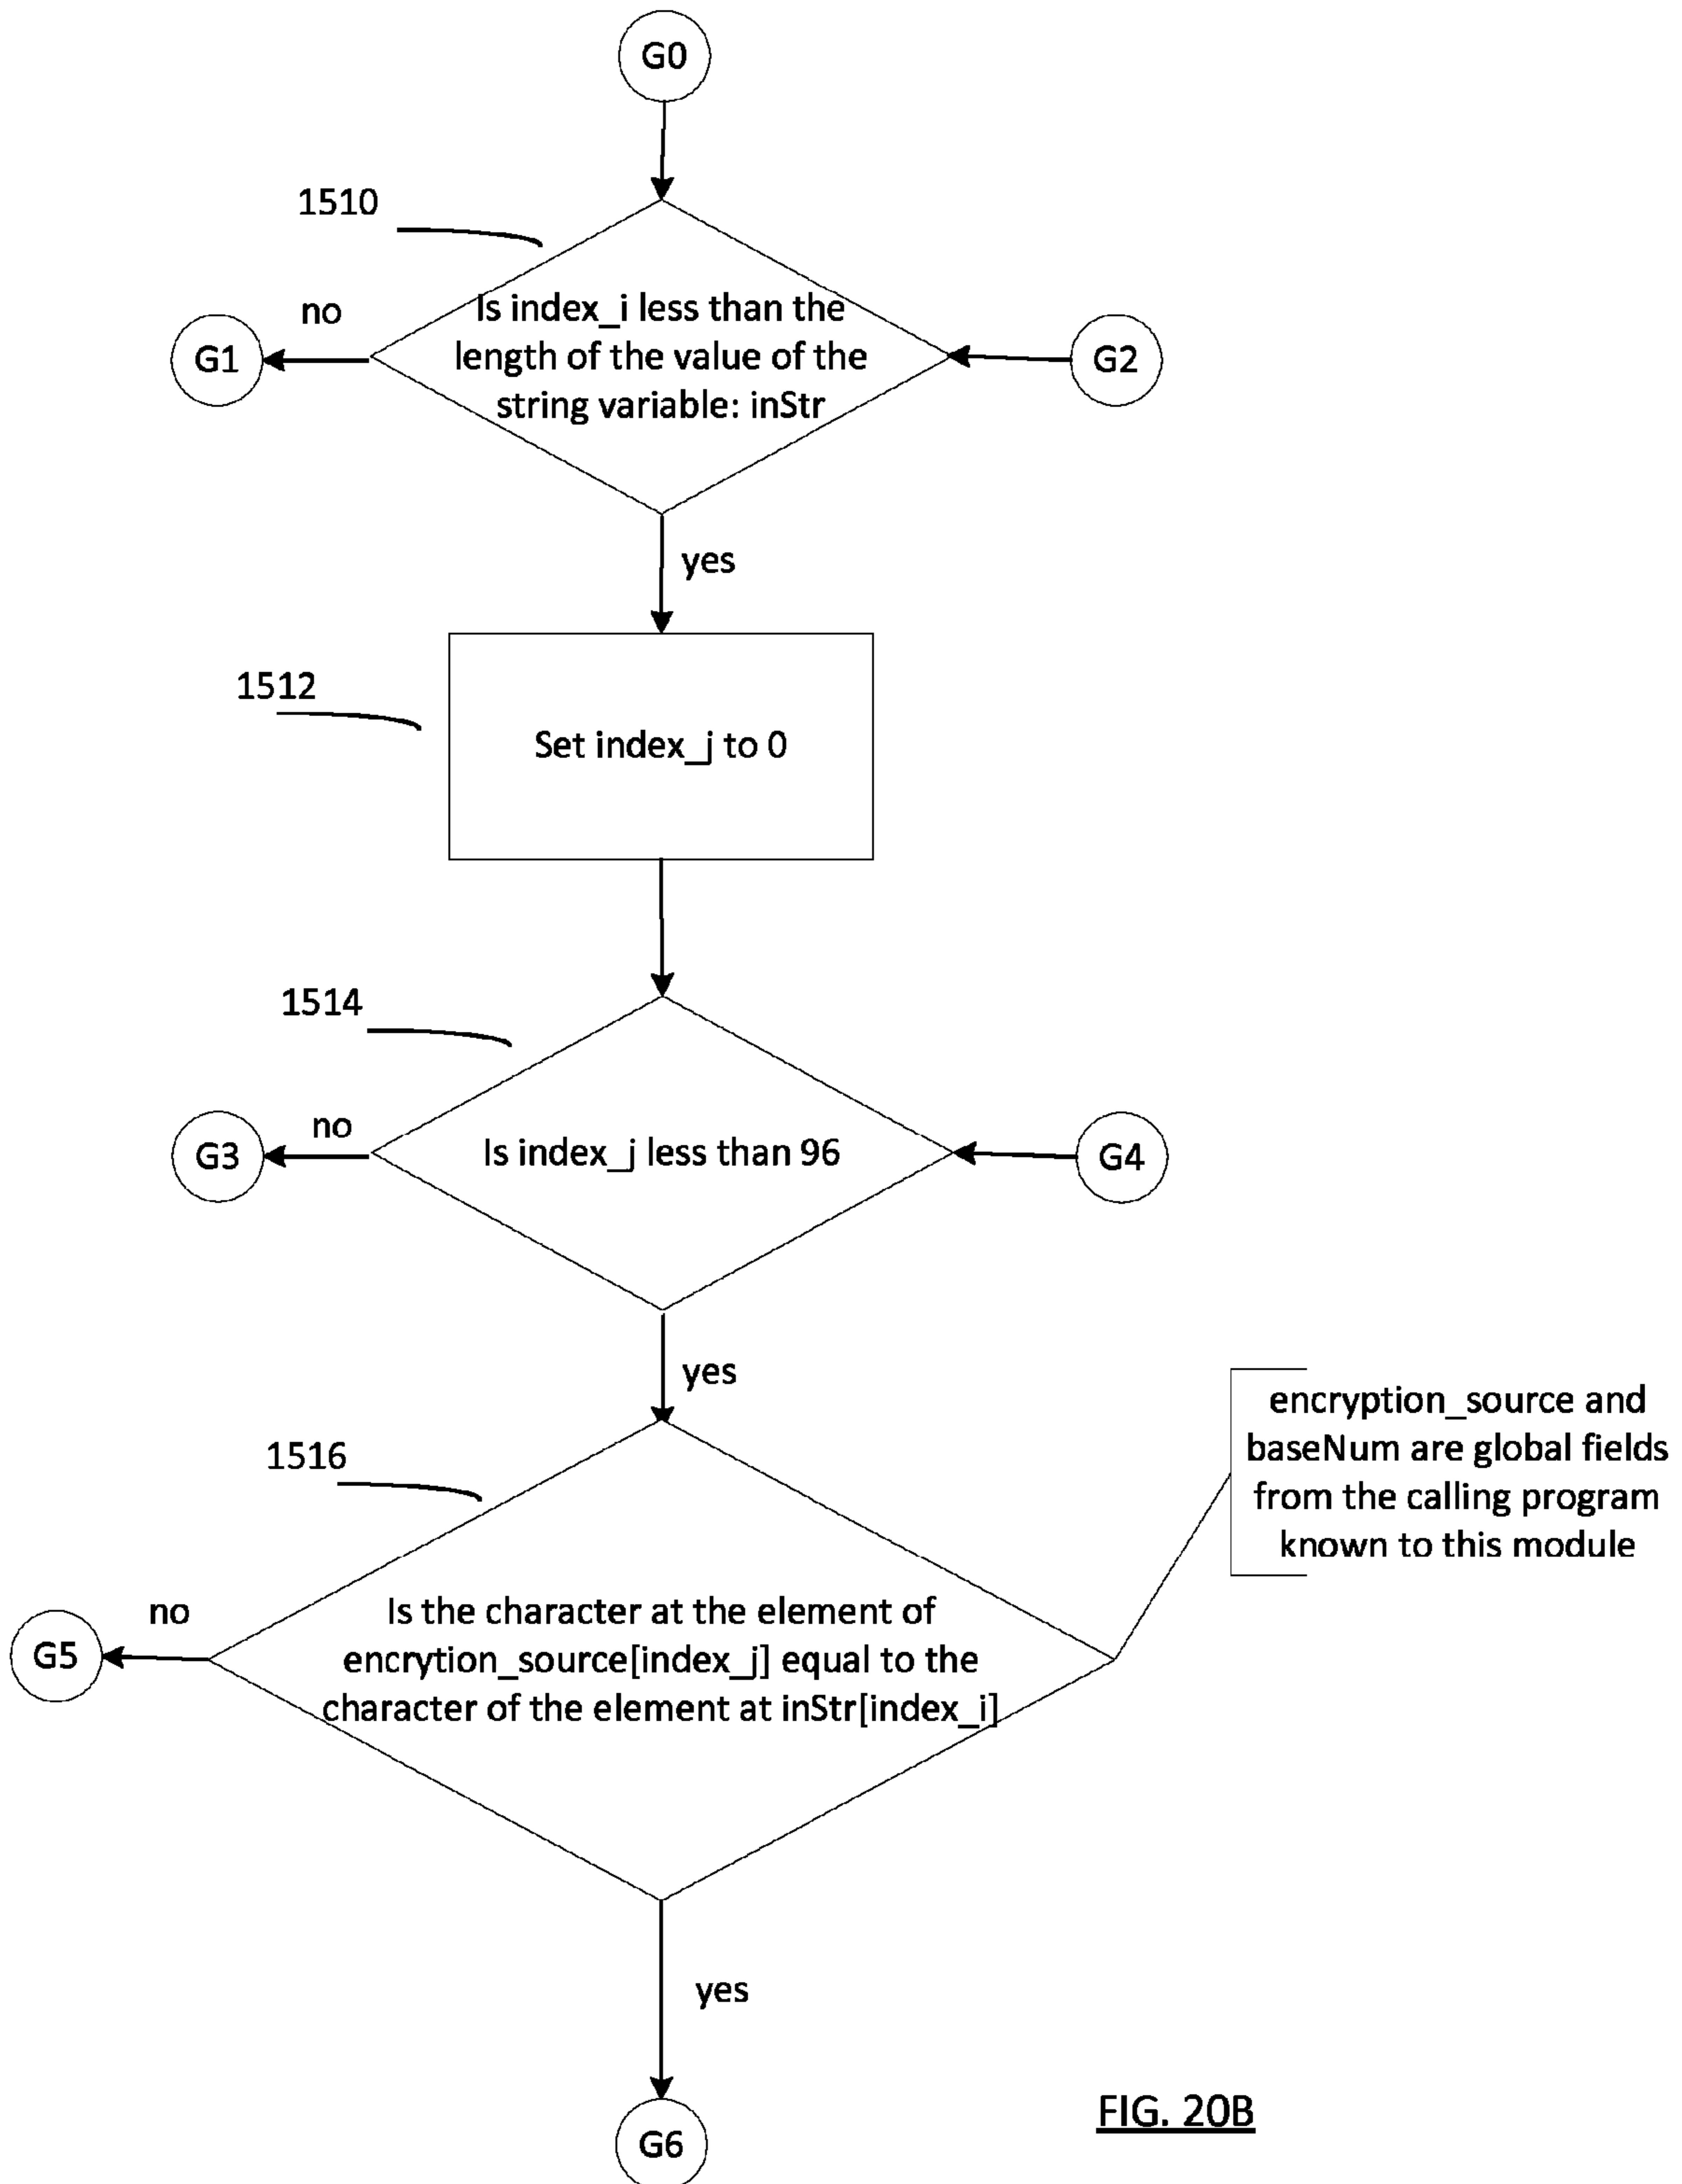 G0
1510
Is index_i less than the
length of the value of the
string variable: inStr
no
G1
G2
yes
1512
Set index_j to 0
1514
Is index_j less than 96
no
G3
G4
yes
encryption_source and
baseNum are global fields
from the calling program
known to this module
1516
Is the character at the element of
encrytion_source[index_j] equal to the
character of the element at inStr[index_i]
no
G5
yes
G6
FIG. 20B